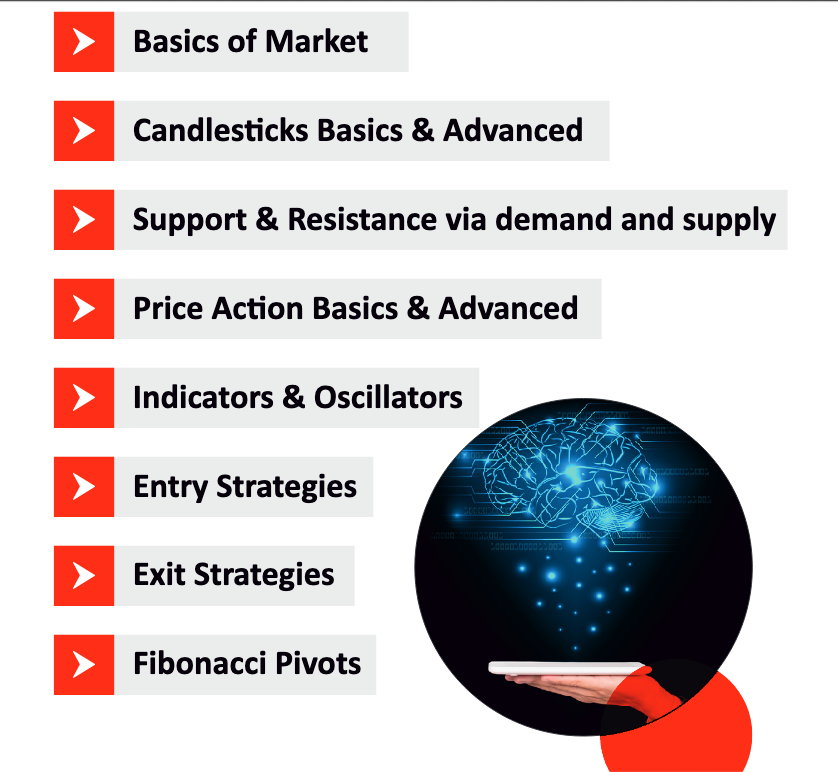 Basics of Market
Candlesticks Basics & Advanced
Support & Resistance via demand and supply
Price Action Basics & Advanced
Indicators & Oscillators
Entry Strategies
Exit Strategies
Fibonacci Pivots